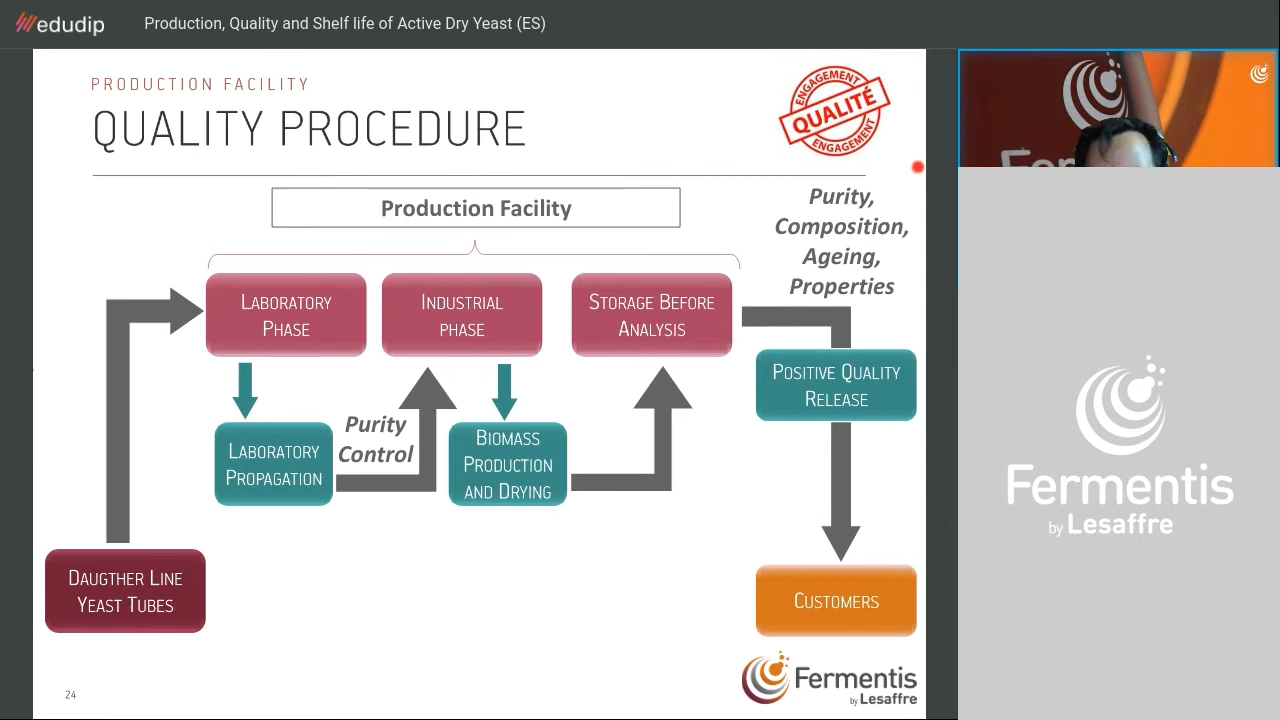 edudip
Production, Quality and Shelf life of Active Dry Yeast (ES)
PRODUCTION FACILITY
QUALITY PROCEDURE
ENGAGEMENT
QUALITÉ
ENGAGEMENT
Production Facility
Purity,
Composition,
Ageing,
Properties
LABORATORY
PHASE
INDUSTRIAL
PHASE
STORAGE BEFORE
ANALYSIS
POSITIVE QUALITY
RELEASE
LABORATORY
PROPAGATION
Purity
Control
BIOMASS
PRODUCTION
AND DRYING
DAUGTHER LINE
YEAST TUBES
CUSTOMERS
24
Fermentis
by Lesaffre
Fermentis
by Lesaffre